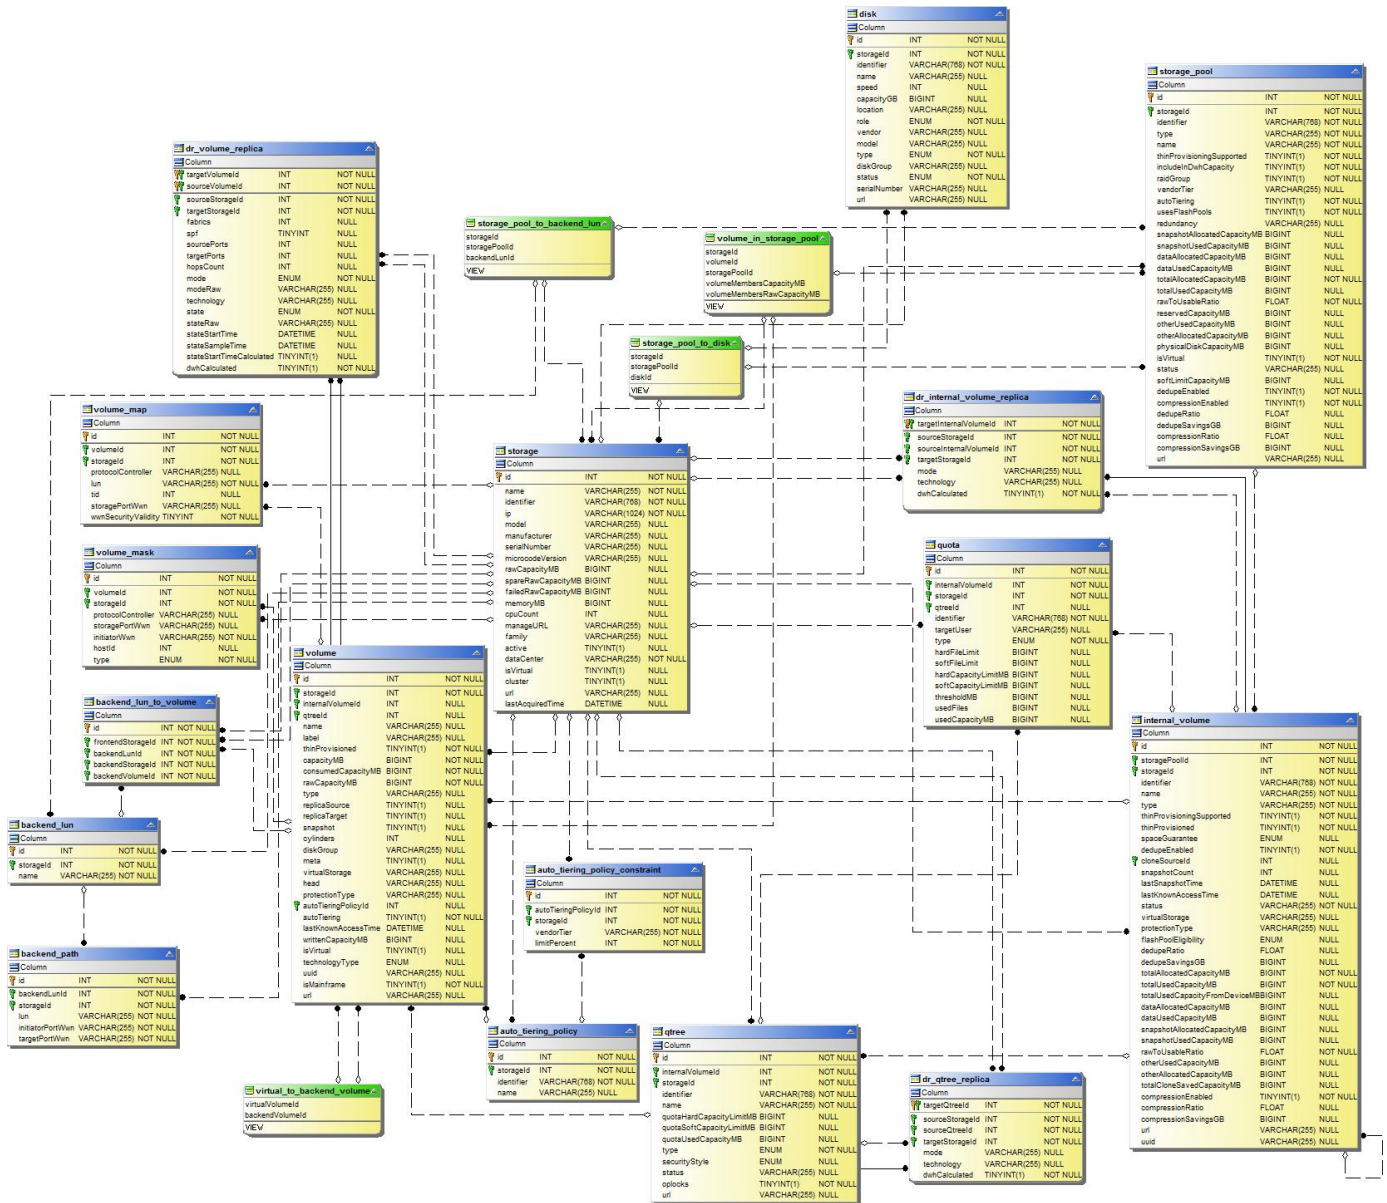 disk
Column
id INT NOT NULL
storageId INT NOT NULL
identifier VARCHAR(768) NOT NULL
name VARCHAR(255) NULL
speed INT NULL
capacityGB BIGINT NULL
location VARCHAR(255) NULL
role ENUM NOT NULL
vendor VARCHAR(255) NULL
model VARCHAR(255) NULL
type ENUM NOT NULL
diskGroup VARCHAR(255) NULL
status ENUM NOT NULL
serialNumber VARCHAR(255) NULL
url VARCHAR(255) NULL
storage_pool
Column
id INT NOT NULL
storageId INT NOT NULL
identifier VARCHAR(768) NOT NULL
type VARCHAR(255) NOT NULL
name VARCHAR(255) NOT NULL
thinProvisioningSupported TINYINT(1) NOT NULL
includeInDwhCapacity TINYINT(1) NOT NULL
raidGroup TINYINT(1) NOT NULL
vendorTier VARCHAR(255) NULL
autoTiering TINYINT(1) NOT NULL
usesFlashPools TINYINT(1) NOT NULL
redundancy VARCHAR(255) NULL
snapshotAllocatedCapacityMB BIGINT NULL
snapshotUsedCapacityMB BIGINT NULL
dataAllocatedCapacityMB BIGINT NULL
dataUsedCapacityMB BIGINT NULL
totalAllocatedCapacityMB BIGINT NOT NULL
totalUsedCapacityMB BIGINT NULL
rawToUsableRatio FLOAT NOT NULL
reservedCapacityMB BIGINT NULL
otherUsedCapacityMB BIGINT NULL
otherAllocatedCapacityMB BIGINT NULL
physicalDiskCapacityMB BIGINT NULL
isVirtual TINYINT(1) NOT NULL
status VARCHAR(255) NULL
softLimitCapacityMB BIGINT NULL
dedupeEnabled TINYINT(1) NOT NULL
compressionEnabled TINYINT(1) NOT NULL
dedupeRatio FLOAT NULL
dedupeSavingsGB BIGINT NULL
compressionRatio FLOAT NULL
compressionSavingsGB BIGINT NULL
url VARCHAR(255) NULL
dr_volume_replica
Column
targetVolumeId INT NOT NULL
sourceVolumeId INT NOT NULL
sourceStorageId INT NOT NULL
targetStorageId INT NOT NULL
fabrics INT NULL
spf TINYINT NULL
sourcePorts INT NULL
targetPorts INT NULL
hopsCount INT NULL
mode ENUM NOT NULL
modeRaw VARCHAR(255) NULL
technology VARCHAR(255) NULL
state ENUM NOT NULL
stateRaw VARCHAR(255) NULL
stateStartTime DATETIME NULL
stateSampleTime DATETIME NULL
stateStartTimeCalculated TINYINT(1) NULL
dwhCalculated TINYINT(1) NOT NULL
storage_pool_to_backend_lun
storageId
storagePoolId
backendLunId
VIEW
volume_in_storage_pool
storageId
volumeId
storagePoolId
volumeMembersCapacityMB
volumeMembersRawCapacityMB
VIEW
storage_pool_to_disk
storageId
storagePoolId
diskId
VIEW
dr_internal_volume_replica
Column
targetInternalVolumeId INT NOT NULL
sourceStorageId INT NOT NULL
sourceInternalVolumeId INT NOT NULL
targetStorageId INT NOT NULL
mode VARCHAR(255) NULL
technology VARCHAR(255) NULL
dwhCalculated TINYINT(1) NOT NULL
volume_map
Column
id INT NOT NULL
volumeId INT NOT NULL
storageId INT NOT NULL
protocolController VARCHAR(255) NULL
lun VARCHAR(255) NOT NULL
tid INT NULL
storagePortWwn VARCHAR(255) NULL
wwnSecurityValidity TINYINT NOT NULL
storage
Column
id INT NOT NULL
name VARCHAR(255) NOT NULL
identifier VARCHAR(768) NOT NULL
ip VARCHAR(1024) NOT NULL
model VARCHAR(255) NULL
manufacturer VARCHAR(255) NULL
serialNumber VARCHAR(255) NULL
microcodeVersion VARCHAR(255) NULL
rawCapacityMB BIGINT NULL
spareRawCapacityMB BIGINT NULL
failedRawCapacityMB BIGINT NULL
memoryMB BIGINT NULL
cpuCount INT NULL
manageURL VARCHAR(255) NULL
family VARCHAR(255) NULL
active TINYINT(1) NULL
dataCenter VARCHAR(255) NOT NULL
isVirtual TINYINT(1) NULL
cluster TINYINT(1) NULL
url VARCHAR(255) NULL
lastAcquiredTime DATETIME NULL
volume_mask
Column
id INT NOT NULL
volumeId INT NOT NULL
storageId INT NOT NULL
protocolController VARCHAR(255) NULL
storagePortWwn VARCHAR(255) NULL
initiatorWwn VARCHAR(255) NOT NULL
hostId INT NULL
type ENUM NOT NULL
quota
Column
id INT NOT NULL
internalVolumeId INT NOT NULL
storageId INT NOT NULL
qtreeId INT NULL
identifier VARCHAR(768) NOT NULL
targetUser VARCHAR(255) NULL
type ENUM NOT NULL
hardFileLimit BIGINT NULL
softFileLimit BIGINT NULL
hardCapacityLimitMB BIGINT NULL
softCapacityLimitMB BIGINT NULL
thresholdMB BIGINT NULL
usedFiles BIGINT NULL
usedCapacityMB BIGINT NULL
volume
Column
id INT NOT NULL
storageId INT NOT NULL
internalVolumeId INT NULL
qtreeId INT NULL
name VARCHAR(255) NOT NULL
label VARCHAR(255) NULL
thinProvisioned TINYINT(1) NOT NULL
capacityMB BIGINT NOT NULL
consumedCapacityMB BIGINT NOT NULL
rawCapacityMB BIGINT NOT NULL
type VARCHAR(255) NULL
replicaSource TINYINT(1) NULL
replicaTarget TINYINT(1) NULL
snapshot TINYINT(1) NULL
cylinders INT NULL
diskGroup VARCHAR(255) NULL
meta TINYINT(1) NULL
virtualStorage VARCHAR(255) NULL
head VARCHAR(255) NULL
protectionType VARCHAR(255) NULL
autoTieringPolicyId INT NULL
autoTiering TINYINT(1) NOT NULL
lastKnownAccessTime DATETIME NULL
writtenCapacityMB BIGINT NULL
isVirtual TINYINT(1) NULL
technologyType ENUM NULL
uuid VARCHAR(255) NULL
isMainframe TINYINT(1) NOT NULL
url VARCHAR(255) NULL
backend_lun_to_volume
Column
id INT NOT NULL
frontendStorageId INT NOT NULL
backendLunId INT NOT NULL
backendStorageId INT NOT NULL
backendVolumeId INT NOT NULL
internal_volume
Column
id INT NOT NULL
storagePoolId INT NOT NULL
storageId INT NOT NULL
identifier VARCHAR(768) NOT NULL
name VARCHAR(255) NOT NULL
type VARCHAR(255) NOT NULL
thinProvisioningSupported TINYINT(1) NOT NULL
thinProvisioned TINYINT(1) NOT NULL
spaceGuarantee ENUM NULL
dedupeEnabled TINYINT(1) NOT NULL
cloneSourceId INT NULL
snapshotCount INT NULL
lastSnapshotTime DATETIME NULL
lastKnownAccessTime DATETIME NULL
status VARCHAR(255) NOT NULL
virtualStorage VARCHAR(255) NULL
protectionType VARCHAR(255) NULL
flashPoolEligibility ENUM NULL
dedupeRatio FLOAT NULL
dedupeSavingsGB BIGINT NULL
totalAllocatedCapacityMB BIGINT NULL
totalUsedCapacityMB BIGINT NOT NULL
totalUsedCapacityFromDeviceMBBIGINT NULL
dataAllocatedCapacityMB BIGINT NULL
dataUsedCapacityMB BIGINT NULL
snapshotAllocatedCapacityMB BIGINT NULL
snapshotUsedCapacityMB BIGINT NULL
rawToUsableRatio FLOAT NOT NULL
otherUsedCapacityMB BIGINT NULL
otherAllocatedCapacityMB BIGINT NULL
totalCloneSavedCapacityMB BIGINT NULL
compressionEnabled TINYINT(1) NOT NULL
compressionRatio FLOAT NULL
compressionSavingsGB BIGINT NULL
url VARCHAR(255) NULL
uuid VARCHAR(255) NULL
backend_lun
Column
id INT NOT NULL
storageId INT NOT NULL
name VARCHAR(255) NOT NULL
auto_tiering_policy_constraint
Column
id INT NOT NULL
autoTieringPolicyId INT NOT NULL
storageId INT NOT NULL
vendorTier VARCHAR(255) NOT NULL
limitPercent INT NOT NULL
backend_path
Column
id INT NOT NULL
backendLunId INT NOT NULL
storageId INT NOT NULL
lun VARCHAR(255) NOT NULL
initiatorPortWwn VARCHAR(255) NOT NULL
targetPortWwn VARCHAR(255) NOT NULL
auto_tiering_policy
Column
id INT NOT NULL
storageId INT NOT NULL
identifier VARCHAR(768) NOT NULL
name VARCHAR(255) NULL
qtree
Column
id INT NOT NULL
internalVolumeId INT NOT NULL
storageId INT NOT NULL
identifier VARCHAR(768) NOT NULL
name VARCHAR(255) NOT NULL
quotaHardCapacityLimitMB BIGINT NULL
quotaSoftCapacityLimitMB BIGINT NULL
quotaUsedCapacityMB BIGINT NULL
type ENUM NOT NULL
securityStyle ENUM NULL
status VARCHAR(255) NULL
oplocks TINYINT(1) NOT NULL
url VARCHAR(255) NULL
dr_qtree_replica
Column
targetQtreeId INT NOT NULL
sourceStorageId INT NOT NULL
sourceQtreeId INT NOT NULL
targetStorageId INT NOT NULL
mode VARCHAR(255) NULL
technology VARCHAR(255) NULL
dwhCalculated TINYINT(1) NOT NULL
virtual_to_backend_volume
virtualVolumeId
backendVolumeId
VIEW